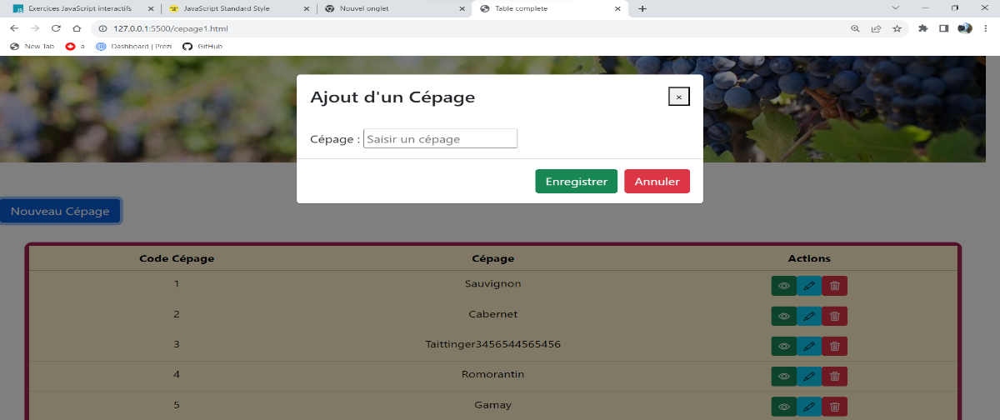 Exercices JavaScript interactifs
JavaScript Standard Style
Nouvel onglet
Table complete
127.0.0.1:5500/cepage1.html
New Tab
a
Dashboard | Prezi
GitHub
Ajout d'un Cépage
×
Cépage : Saisir un cépage
Enregistrer Annuler
Nouveau Cépage
Code Cépage Cépage Actions
1 Sauvignon
2 Cabernet
3 Taittinger3456544565456
4 Romorantin
5 Gamay